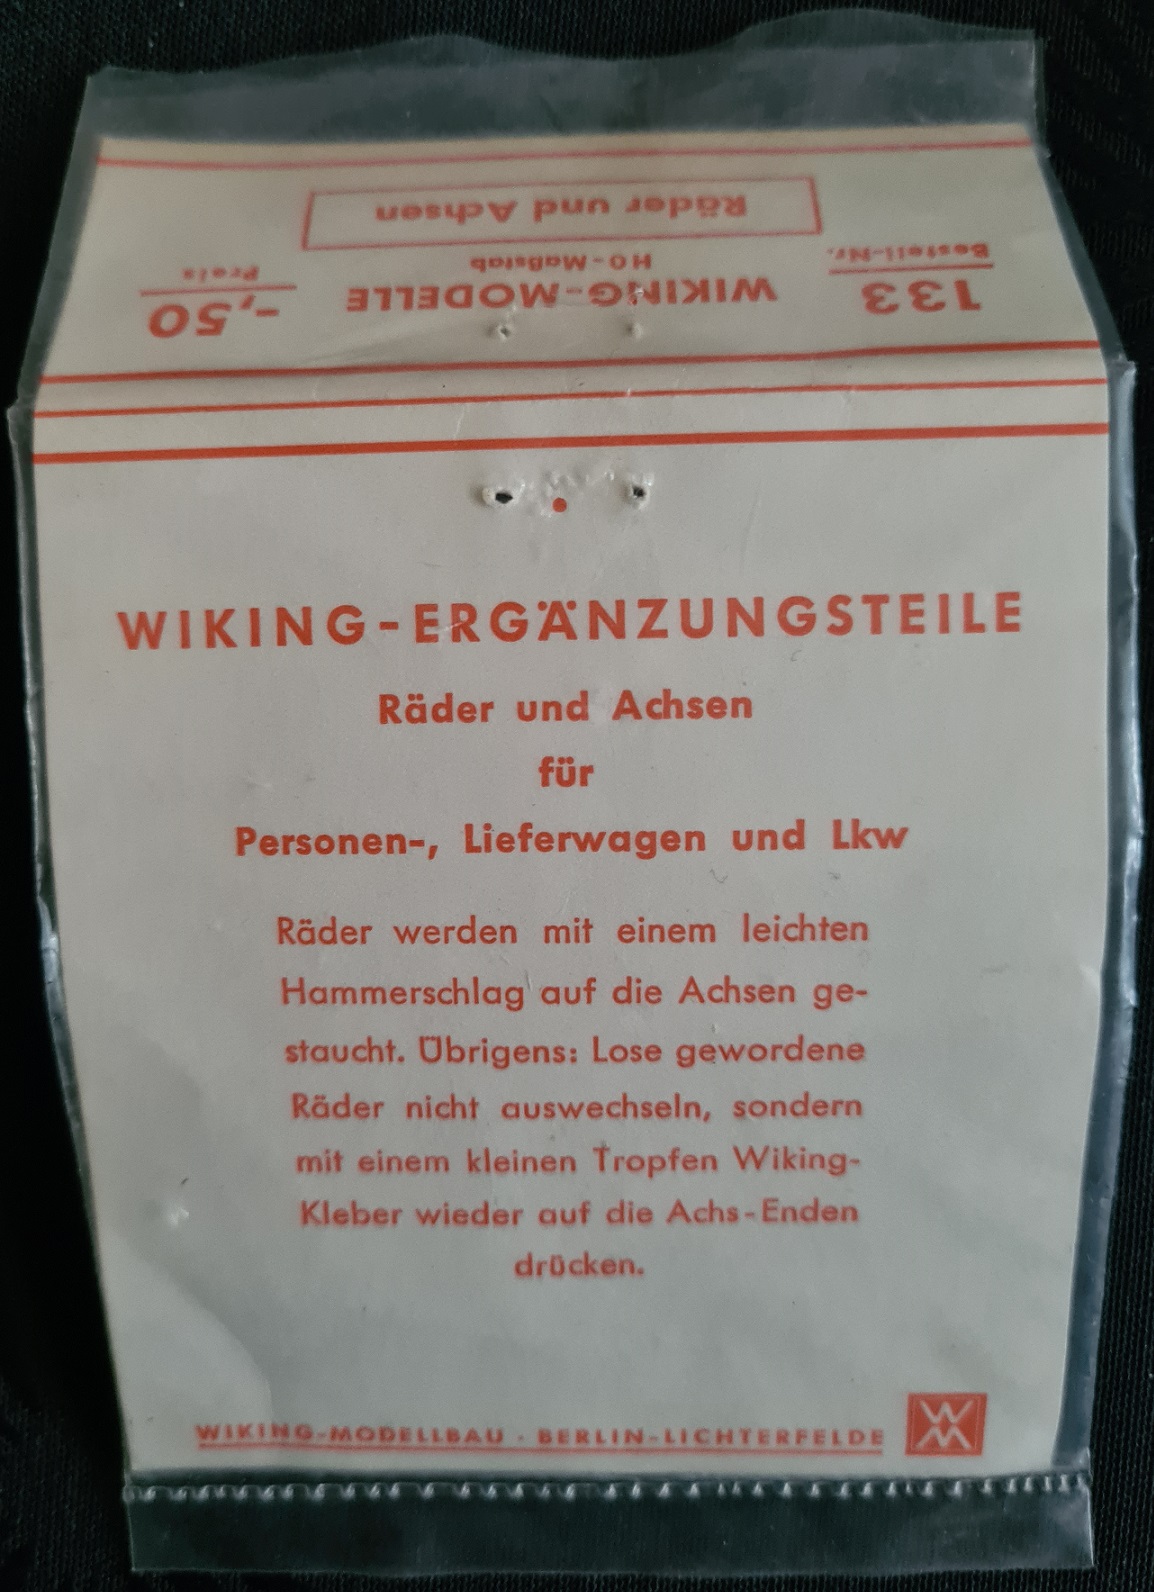 Räder und Achsen
HO-Maßstab
Bestell-Nr.
133
WIKING-MODELLE
Preis
-,50
WIKING-ERGÄNZUNGSTEILE
Räder und Achsen
für
Personen-, Lieferwagen und Lkw
Räder werden mit einem leichten
Hammerschlag auf die Achsen ge-
staucht. Übrigens: Lose gewordene
Räder nicht auswechseln, sondern
mit einem kleinen Tropfen Wiking-
Kleber wieder auf die Achs-Enden
drücken.
WIKING-MODELLBAU · BERLIN-LICHTERFELDE
WM